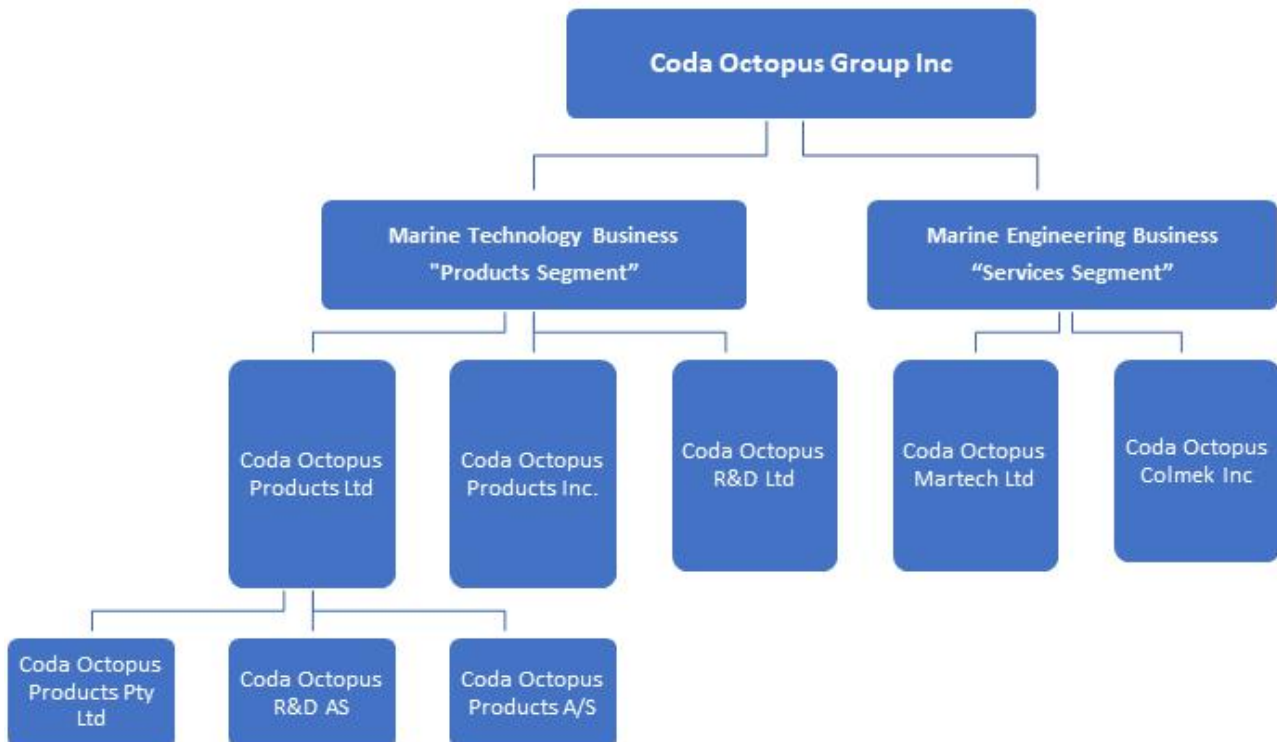 Coda Octopus Group Inc
Marine Technology Business
"Products Segment”
Marine Engineering Business
“Services Segment”
Coda Octopus
Products Ltd
Coda Octopus
Products Inc.
Coda Octopus
R&D Ltd
Coda Octopus
Martech Ltd
Coda Octopus
Colmek Inc
Coda Octopus
Products Pty
Ltd
Coda Octopus
R&D AS
Coda Octopus
Products A/S